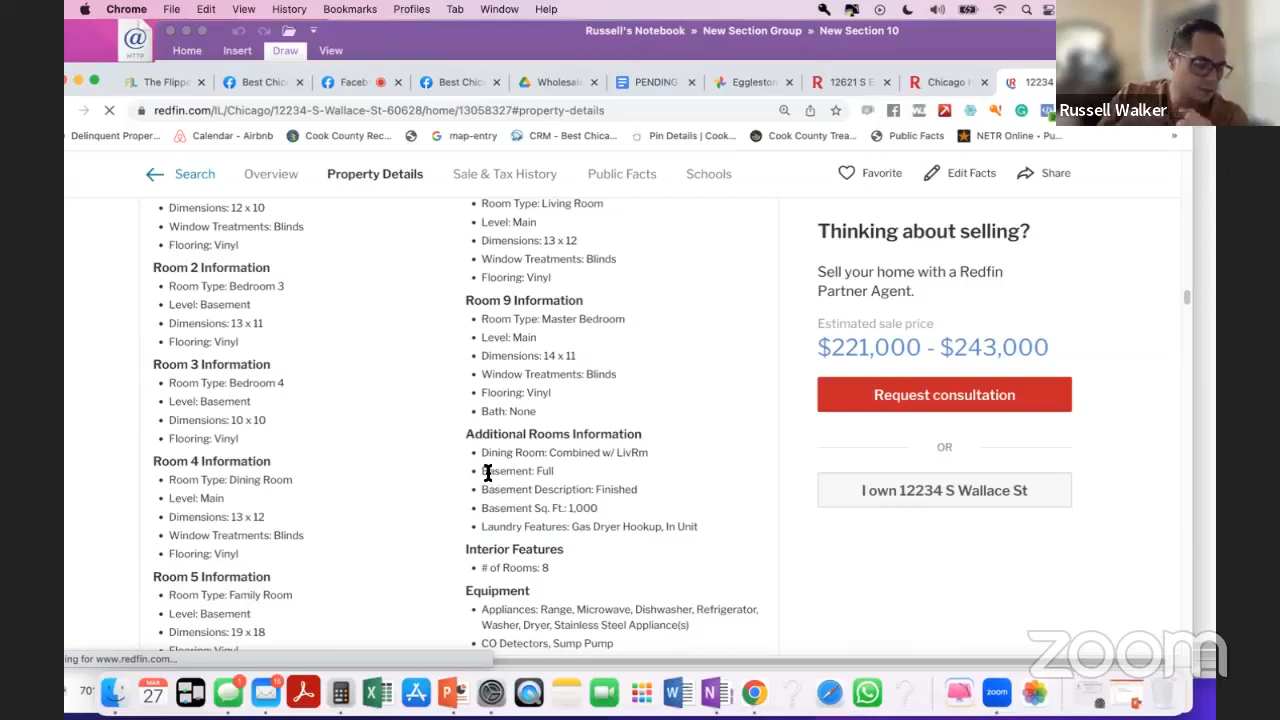 Chrome File Edit View History Bookmarks Profiles Tab Window Help
Russell's Notebook » New Section Group » New Section 10
HTTP
Home Insert Draw View
The Flippe
Best Chic
Faceb
Best Chic
Wholesal
PENDING
Eggleston
12621 S E
Chicago
12234
redfin.com/IL/Chicago/12234-S-Wallace-St-60628/home/13058327#property-details
Russell Walker
Delinquent Proper... Calendar - Airbnb Cook County Rec... map-entry CRM - Best Chica... Pin Details | Cook... Cook County Trea... Public Facts NETR Online • Pu... »
Search Overview Property Details Sale & Tax History Public Facts Schools Favorite Edit Facts Share
Dimensions: 12 x 10
Window Treatments: Blinds
Flooring: Vinyl
Room 2 Information
Room Type: Bedroom 3
Level: Basement
Dimensions: 13 x 11
Flooring: Vinyl
Room 3 Information
Room Type: Bedroom 4
Level: Basement
Dimensions: 10 x 10
Flooring: Vinyl
Room 4 Information
Room Type: Dining Room
Level: Main
Dimensions: 13 x 12
Window Treatments: Blinds
Flooring: Vinyl
Room 5 Information
Room Type: Family Room
Level: Basement
Dimensions: 19 x 18
Flooring: Vinyl
Room Type: Living Room
Level: Main
Dimensions: 13 x 12
Window Treatments: Blinds
Flooring: Vinyl
Room 9 Information
Room Type: Master Bedroom
Level: Main
Dimensions: 14 x 11
Window Treatments: Blinds
Flooring: Vinyl
Bath: None
Additional Rooms Information
Dining Room: Combined w/ LivRm
Basement: Full
Basement Description: Finished
Basement Sq. Ft.: 1,000
Laundry Features: Gas Dryer Hookup, In Unit
Interior Features
# of Rooms: 8
Equipment
Appliances: Range, Microwave, Dishwasher, Refrigerator,
Washer, Dryer, Stainless Steel Appliance(s)
CO Detectors, Sump Pump
Thinking about selling?
Sell your home with a Redfin
Partner Agent.
Estimated sale price
$221,000 - $243,000
Request consultation
OR
I own 12234 S Wallace St
ing for www.redfin.com...
zoom
70°
MAR
27
zoom